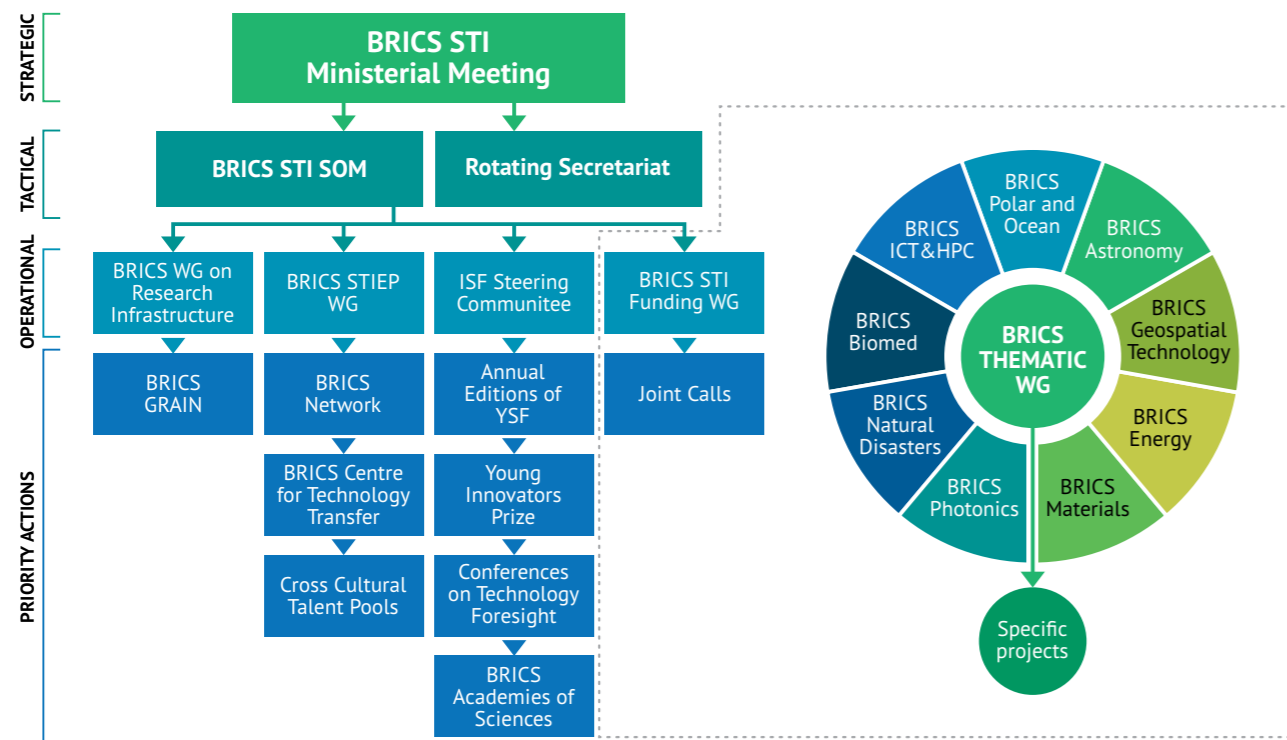 STRATEGIC
BRICS STI
Ministerial Meeting
TACTICAL
BRICS STI SOM
Rotating Secretariat
OPERATIONAL
BRICS WG on
Research
Infrastructure
BRICS STIEP
WG
ISF Steering
Communitee
BRICS STI
Funding WG
PRIORITY ACTIONS
BRICS
GRAIN
BRICS
Network
Annual
Editions of
YSF
Joint Calls
BRICS Centre
for Technology
Transfer
Young
Innovators
Prize
Cross Cultural
Talent Pools
Conferences
on Technology
Foresight
BRICS
Academies of
Sciences
BRICS
THEMATIC
WG
BRICS
Polar and
Ocean
BRICS
Astronomy
BRICS
Geospatial
Technology
BRICS
Energy
BRICS
Materials
BRICS
Photonics
BRICS
Natural
Disasters
BRICS
Biomed
BRICS
ICT&HPC
Specific
projects